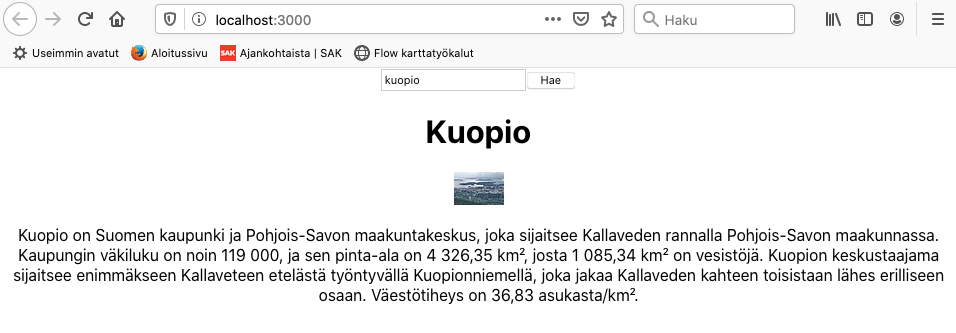 localhost:3000
Haku
Useimmin avatut
Aloitussivu
SAK Ajankohtaista | SAK
Flow karttatyökalut
kuopio
Hae
Kuopio
Kuopio on Suomen kaupunki ja Pohjois-Savon maakuntakeskus, joka sijaitsee Kallaveden rannalla Pohjois-Savon maakunnassa.
Kaupungin väkiluku on noin 119 000, ja sen pinta-ala on 4 326,35 km², josta 1 085,34 km² on vesistöjä. Kuopion keskustaajama
sijaitsee enimmäkseen Kallaveteen etelästä työntyvällä Kuopionniemellä, joka jakaa Kallaveden kahteen toisistaan lähes erilliseen
osaan. Väestötiheys on 36,83 asukasta/km².